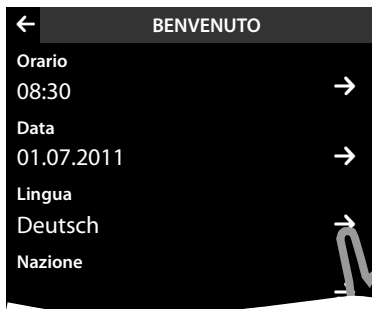 BENVENUTO
Orario
08:30
Data
01.07.2011
Lingua
Deutsch
Nazione